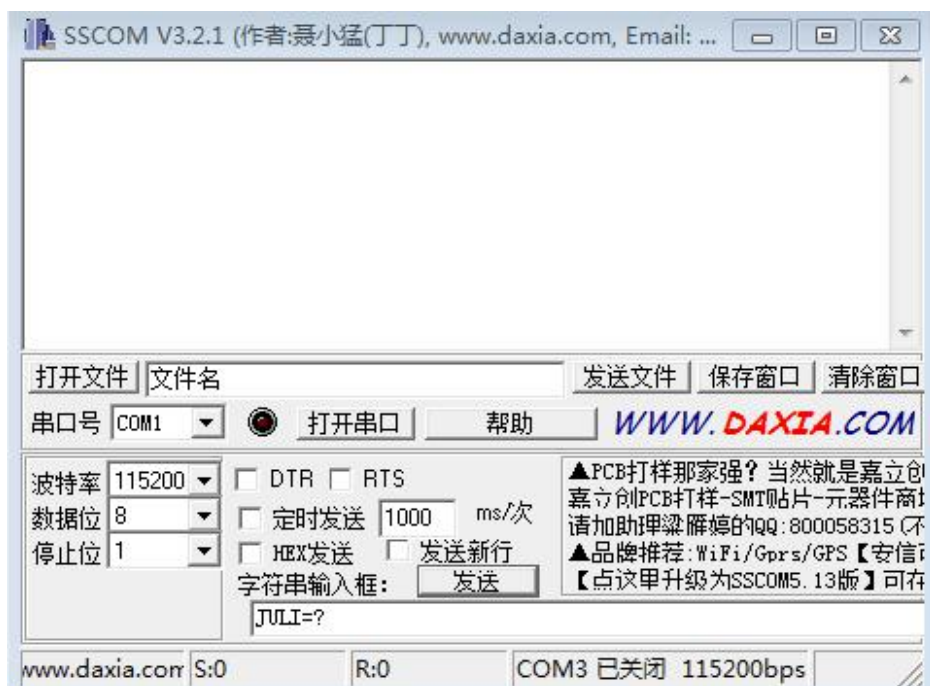 SSCOM V3.2.1 (作者:聂小猛(丁丁), www.daxia.com, Email: ...
打开文件 文件名 发送文件 保存窗口 清除窗口
串口号 COM1 打开串口 帮助 WWW.DAXIA.COM
波特率 115200 DTR RTS
数据位 8 定时发送 1000 ms/次
停止位 1 HEX发送 发送新行
字符串输入框: 发送
JULI=?
▲PCB打样那家强?当然就是嘉立创
嘉立创PCB打样-SMT贴片-元器件商
请加助理梁雁婷的QQ:800058315(不
▲品牌推荐:WiFi/Gprs/GPS【安信
【点这里升级为SSCOM5.13版】可存
www.daxia.com S:0 R:0 COM3 已关闭 115200bps